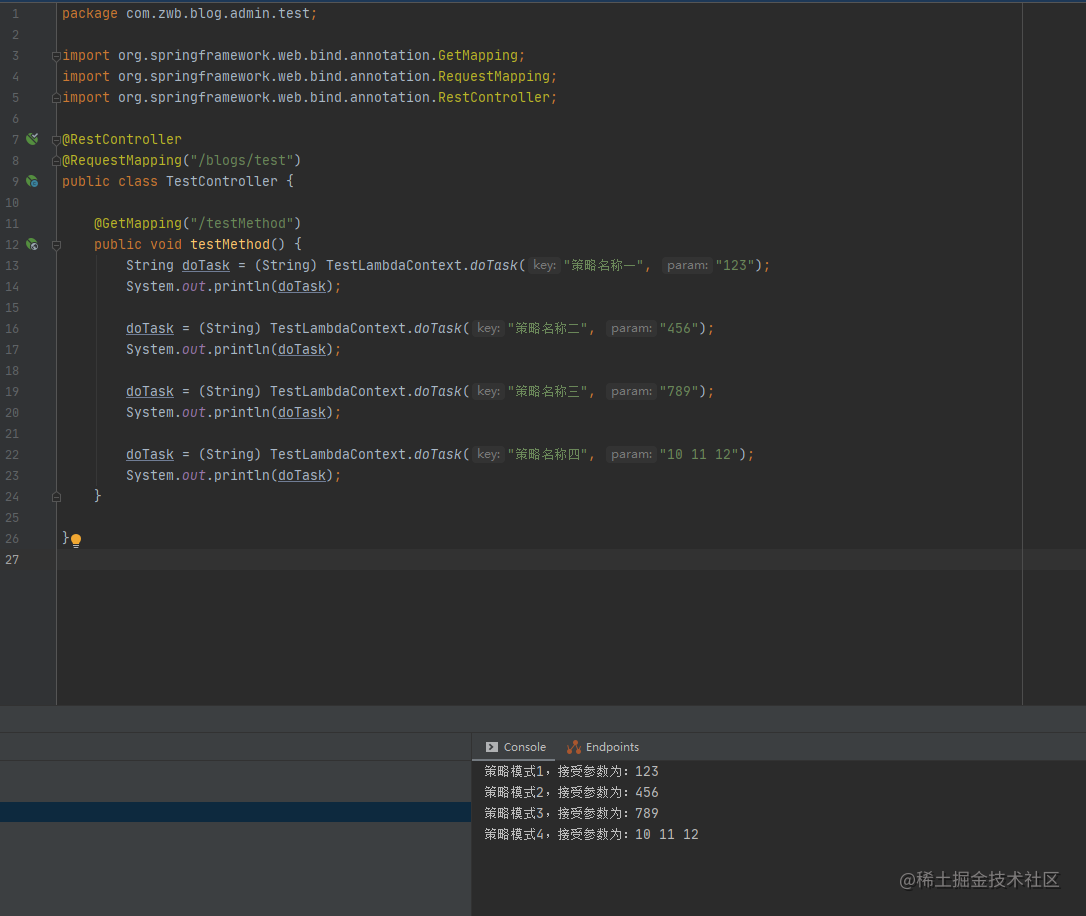 1 package com.zwb.blog.admin.test;
2
3 import org.springframework.web.bind.annotation.GetMapping;
4 import org.springframework.web.bind.annotation.RequestMapping;
5 import org.springframework.web.bind.annotation.RestController;
6
7 @RestController
8 @RequestMapping("/blogs/test")
9 public class TestController {
10
11     @GetMapping("/testMethod")
12     public void testMethod() {
13         String doTask = (String) TestLambdaContext.doTask( key: "策略名称一", param: "123");
14         System.out.println(doTask);
15
16         doTask = (String) TestLambdaContext.doTask( key: "策略名称二", param: "456");
17         System.out.println(doTask);
18
19         doTask = (String) TestLambdaContext.doTask( key: "策略名称三", param: "789");
20         System.out.println(doTask);
21
22         doTask = (String) TestLambdaContext.doTask( key: "策略名称四", param: "10 11 12");
23         System.out.println(doTask);
24     }
25
26 }
27
Console Endpoints
策略模式1，接受参数为：123
策略模式2，接受参数为：456
策略模式3，接受参数为：789
策略模式4，接受参数为：10 11 12
@稀土掘金技术社区